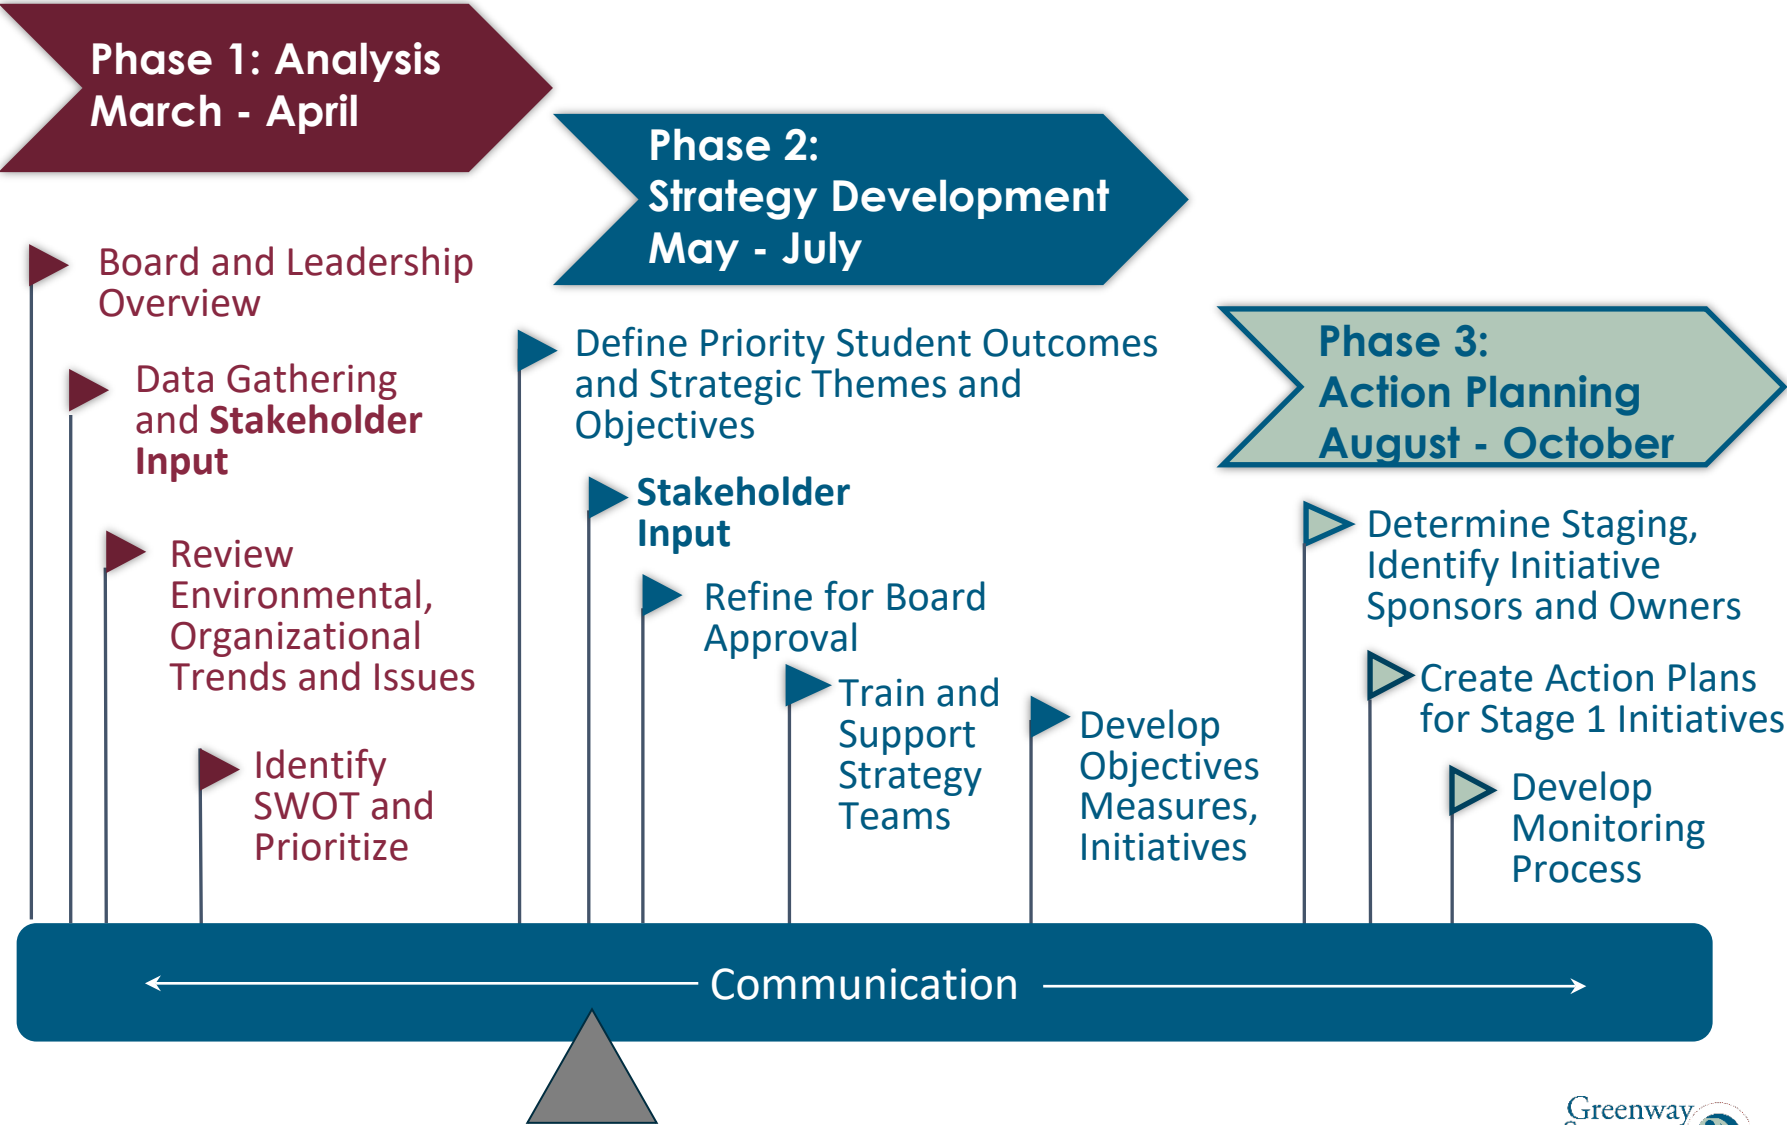 Phase 1: Analysis
March - April
Phase 2:
Strategy Development
May - July
Phase 3:
Action Planning
August - October
Board and Leadership
Overview
Data Gathering
and Stakeholder
Input
Review
Environmental,
Organizational
Trends and Issues
Identify
SWOT and
Prioritize
Define Priority Student Outcomes
and Strategic Themes and
Objectives
Stakeholder
Input
Refine for Board
Approval
Train and
Support
Strategy
Teams
Develop
Objectives
Measures,
Initiatives
Determine Staging,
Identify Initiative
Sponsors and Owners
Create Action Plans
for Stage 1 Initiatives
Develop
Monitoring
Process
Communication
Greenway